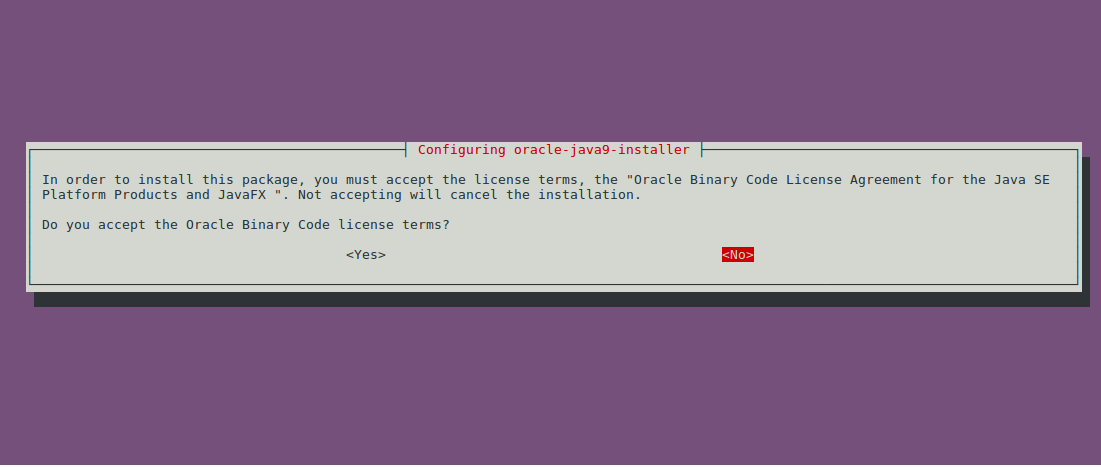 Configuring oracle-java9-installer
In order to install this package, you must accept the license terms, the "Oracle Binary Code License Agreement for the Java SE
Platform Products and JavaFX ". Not accepting will cancel the installation.
Do you accept the Oracle Binary Code license terms?
<Yes> <No>